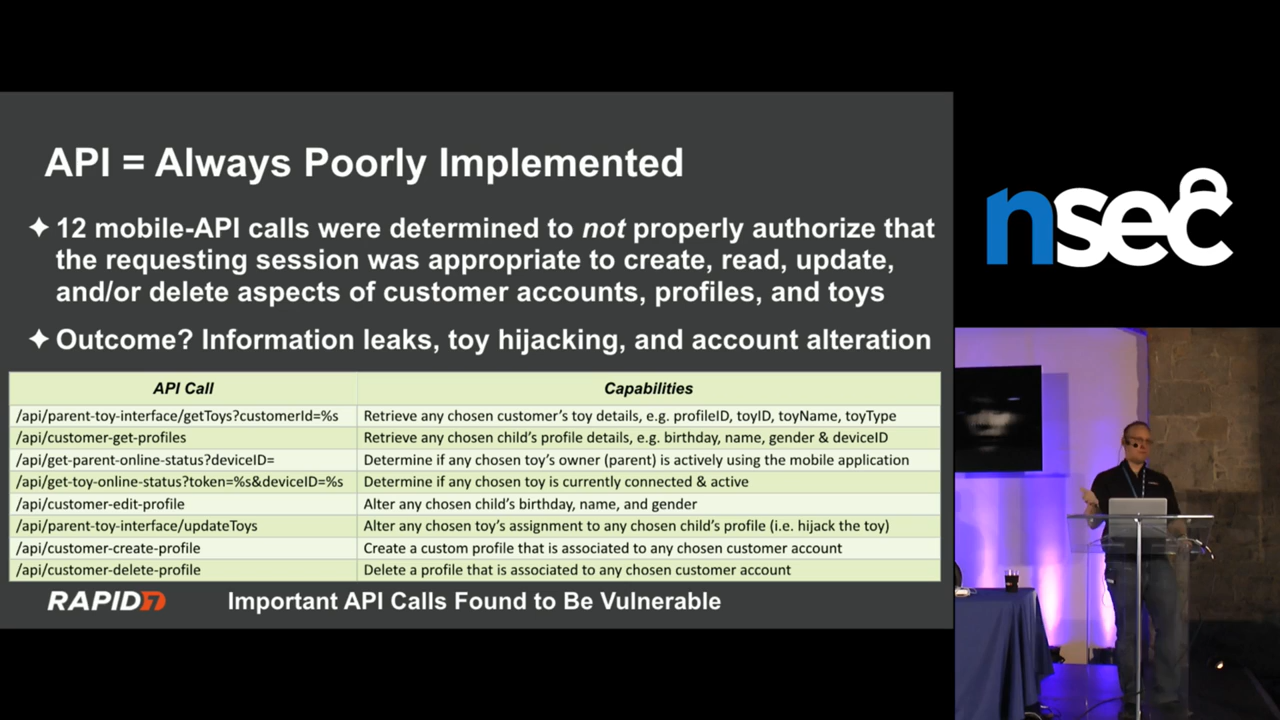 API = Always Poorly Implemented
✦ 12 mobile-API calls were determined to not properly authorize that
the requesting session was appropriate to create, read, update,
and/or delete aspects of customer accounts, profiles, and toys
✦ Outcome? Information leaks, toy hijacking, and account alteration
API Call Capabilities
/api/parent-toy-interface/getToys?customerId=%s Retrieve any chosen customer's toy details, e.g. profileID, toyID, toyName, toyType
/api/customer-get-profiles Retrieve any chosen child's profile details, e.g. birthday, name, gender & deviceID
/api/get-parent-online-status?deviceID= Determine if any chosen toy's owner (parent) is actively using the mobile application
/api/get-toy-online-status?token=%s&deviceID=%s Determine if any chosen toy is currently connected & active
/api/customer-edit-profile Alter any chosen child's birthday, name, and gender
/api/parent-toy-interface/updateToys Alter any chosen toy's assignment to any chosen child's profile (i.e. hijack the toy)
/api/customer-create-profile Create a custom profile that is associated to any chosen customer account
/api/customer-delete-profile Delete a profile that is associated to any chosen customer account
RAPID7 Important API Calls Found to Be Vulnerable
nsec